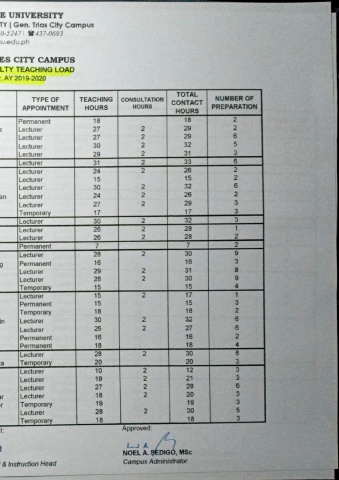 E UNIVERSITY
TY | Gen. Trias City Campus
9-5247 | ☎ 437-0693
su.edu.ph
ES CITY CAMPUS
LTY TEACHING LOAD
, AY 2019-2020
TYPE OF APPOINTMENT TEACHING HOURS CONSULTATION HOURS TOTAL CONTACT HOURS NUMBER OF PREPARATION
Permanent 18 18 2
Lecturer 27 2 29 2
Lecturer 27 2 29 6
Lecturer 30 2 32 5
Lecturer 29 2 31 3
Lecturer 31 2 33 6
Lecturer 24 2 26 2
Lecturer 15 15 2
Lecturer 30 2 32 6
an Lecturer 24 2 26 2
Lecturer 27 2 29 3
Temporary 17 17 3
Lecturer 30 2 32 3
Lecturer 26 2 28 1
Lecturer 26 2 28 2
Permanent 7 7 2
Lecturer 28 2 30 9
g Permanent 16 16 3
Lecturer 29 2 31 8
Lecturer 28 2 30 9
Temporary 15 15 4
Lecturer 15 2 17 1
Permanent 15 15 3
Temporary 18 18 2
in Lecturer 30 2 32 6
Lecturer 25 2 27 6
Permanent 16 16 2
Permanent 18 18 4
Lecturer 28 2 30 6
a Temporary 20 20 3
Lecturer 10 2 12 3
Lecturer 19 2 21 3
Lecturer 27 2 29 6
ar Lecturer 18 2 20 3
r Temporary 19 19 3
Lecturer 28 2 30 5
Temporary 18 18 3
Approved:
NOEL A. SEDIGO, MSc
l & Instruction Head Campus Administrator